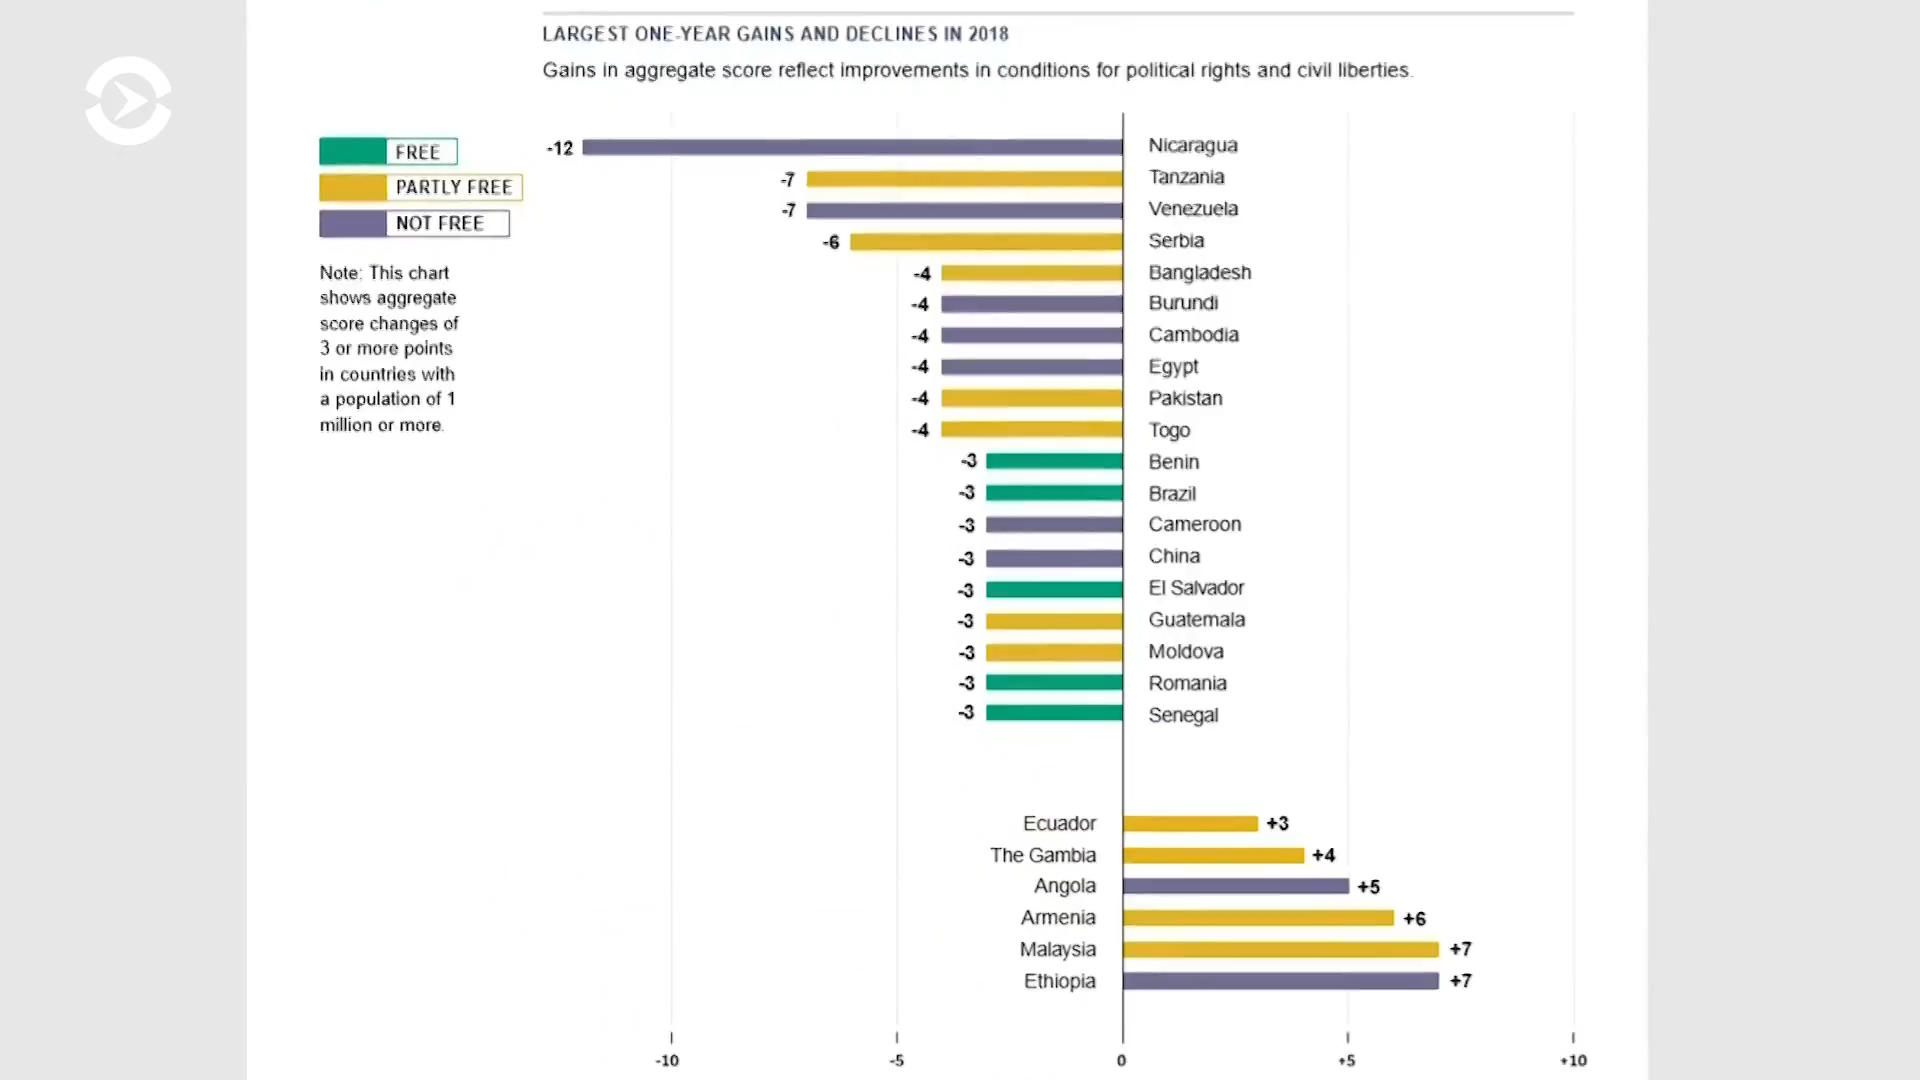 LARGEST ONE-YEAR GAINS AND DECLINES IN 2018
Gains in aggregate score reflect improvements in conditions for political rights and civil liberties.
FREE
PARTLY FREE
NOT FREE
Note: This chart
shows aggregate
score changes of
3 or more points
in countries with
a population of 1
million or more.
-12 Nicaragua
-7 Tanzania
-7 Venezuela
-6 Serbia
-4 Bangladesh
-4 Burundi
-4 Cambodia
-4 Egypt
-4 Pakistan
-4 Togo
-3 Benin
-3 Brazil
-3 Cameroon
-3 China
-3 El Salvador
-3 Guatemala
-3 Moldova
-3 Romania
-3 Senegal
Ecuador +3
The Gambia +4
Angola +5
Armenia +6
Malaysia +7
Ethiopia +7
-10 -5 0 +5 +10